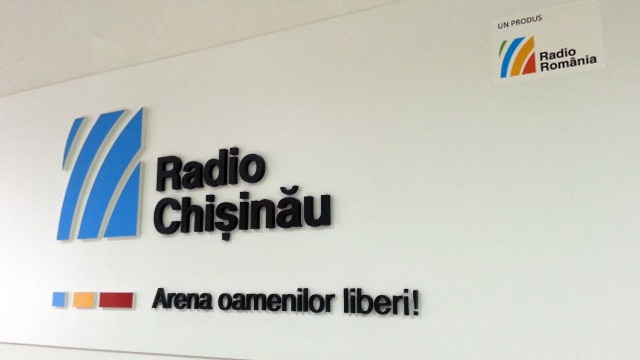 UN PRODUS
Radio
România
Radio
Chișinău
Arena oamenilor liberi!